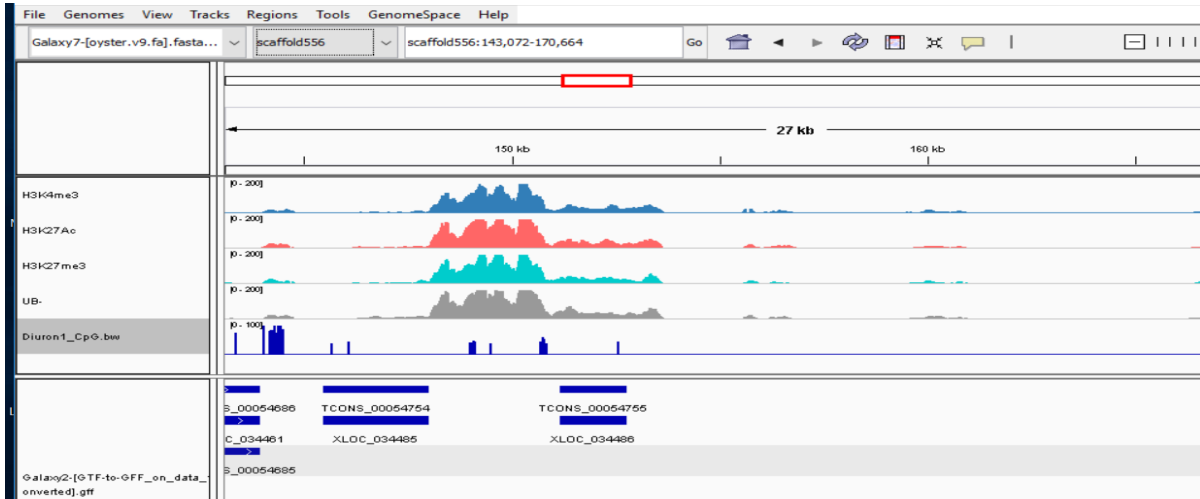 File Genomes View Tracks Regions Tools GenomeSpace Help
Galaxy7-[oyster.v9.fa].fasta... scaffold556 scaffold556:143,072-170,664 Go
27 kb
150 kb 160 kb
H3K4me3 [0 - 200]
H3K27Ac [0 - 200]
H3K27me3 [0 - 200]
UB- [0 - 200]
Diuron1_CpG.bw [0 - 100]
S_00054686 TCONS_00054754 TCONS_00054755
C_034461 XLOC_034485 XLOC_034486
S_00054685
Galaxy2-[GTF-to-GFF_on_data_
onverted].gff